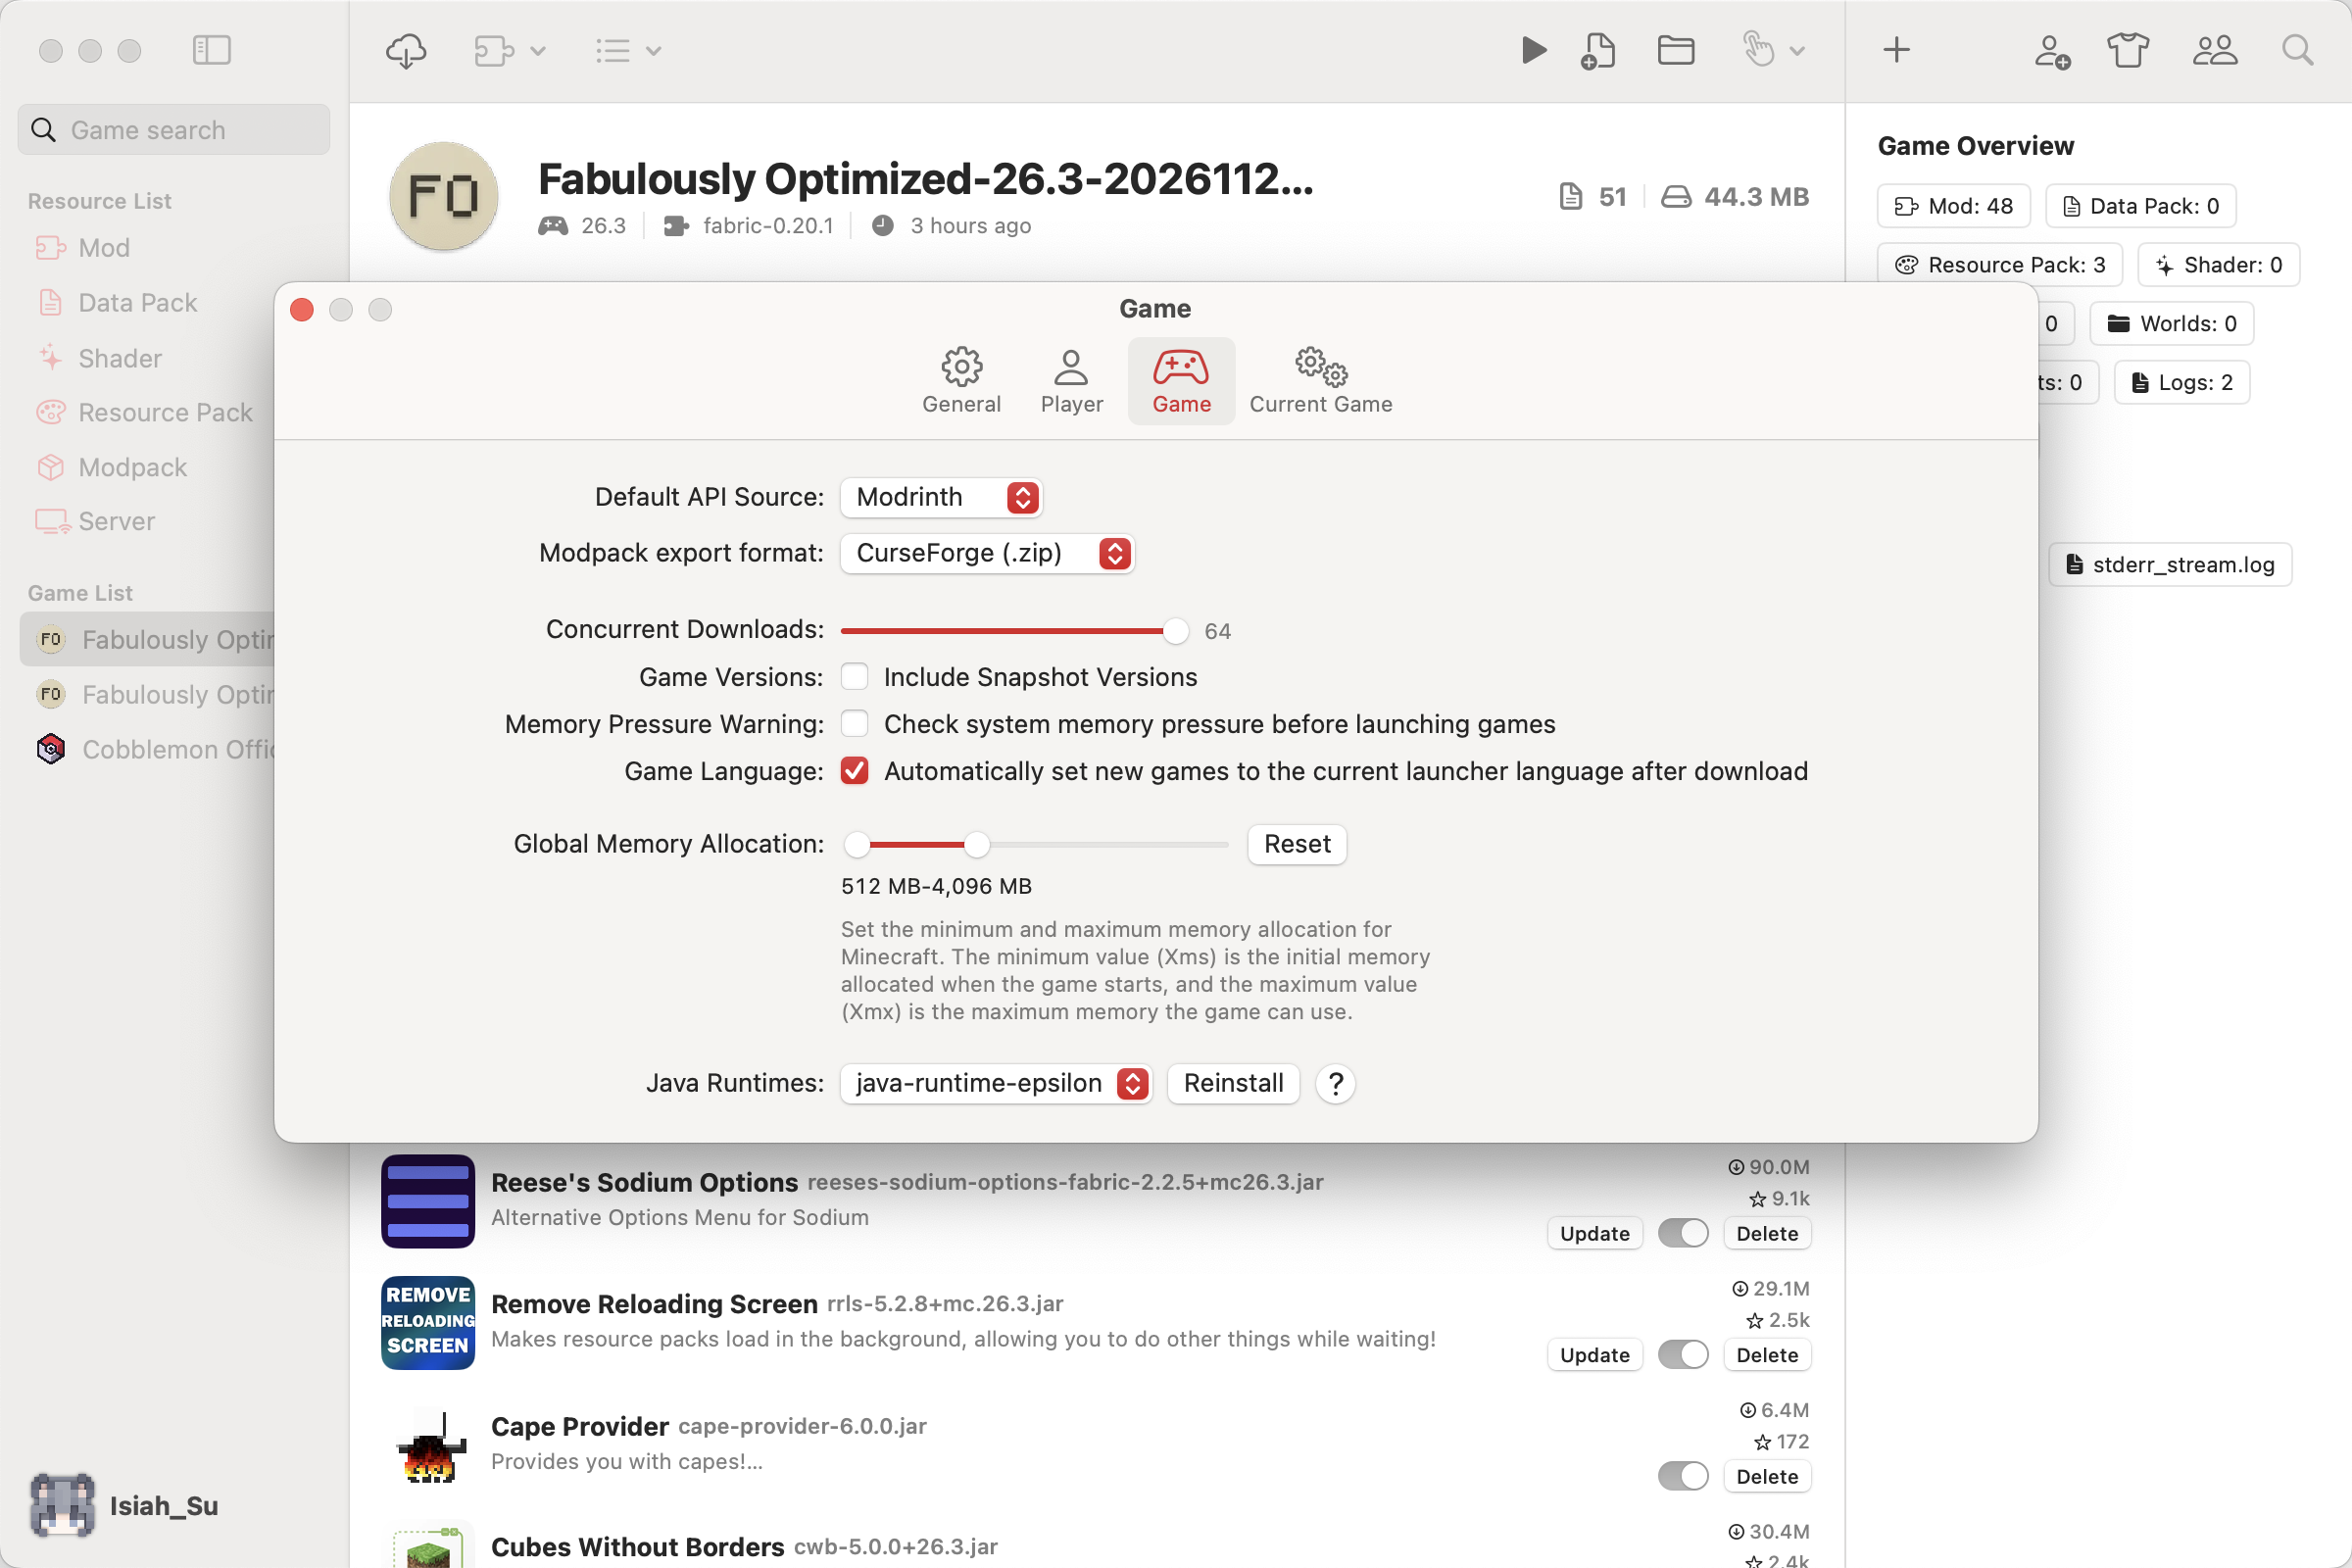 Game search
Resource List
Mod
Data Pack
Shader
Resource Pack
Modpack
Server
Game List
Fabulously
Fabulously
Cobblemon
Isiah_Su
FO
Fabulously Optimized-26.3-2026112...
26.3
fabric-0.20.1
3 hours ago
51
44.3 MB
Game Overview
Mod: 48
Data Pack: 0
Resource Pack: 3
Shader: 0
0
Worlds: 0
ts: 0
Logs: 2
stderr_stream.log
Game
General
Player
Game
Current Game
Default API Source: Modrinth
Modpack export format: CurseForge (.zip)
Concurrent Downloads: 64
Game Versions: Include Snapshot Versions
Memory Pressure Warning: Check system memory pressure before launching games
Game Language: Automatically set new games to the current launcher language after download
Global Memory Allocation: Reset
512 MB-4,096 MB
Set the minimum and maximum memory allocation for
Minecraft. The minimum value (Xms) is the initial memory
allocated when the game starts, and the maximum value
(Xmx) is the maximum memory the game can use.
Java Runtimes: java-runtime-epsilon Reinstall ?
Reese's Sodium Options reeses-sodium-options-fabric-2.2.5+mc26.3.jar
Alternative Options Menu for Sodium
90.0M
9.1k
Update Delete
REMOVE
RELOADING
SCREEN
Remove Reloading Screen rrls-5.2.8+mc.26.3.jar
Makes resource packs load in the background, allowing you to do other things while waiting!
29.1M
2.5k
Update Delete
Cape Provider cape-provider-6.0.0.jar
Provides you with capes!...
6.4M
172
Delete
Cubes Without Borders cwb-5.0.0+26.3.jar
30.4M
2.4k